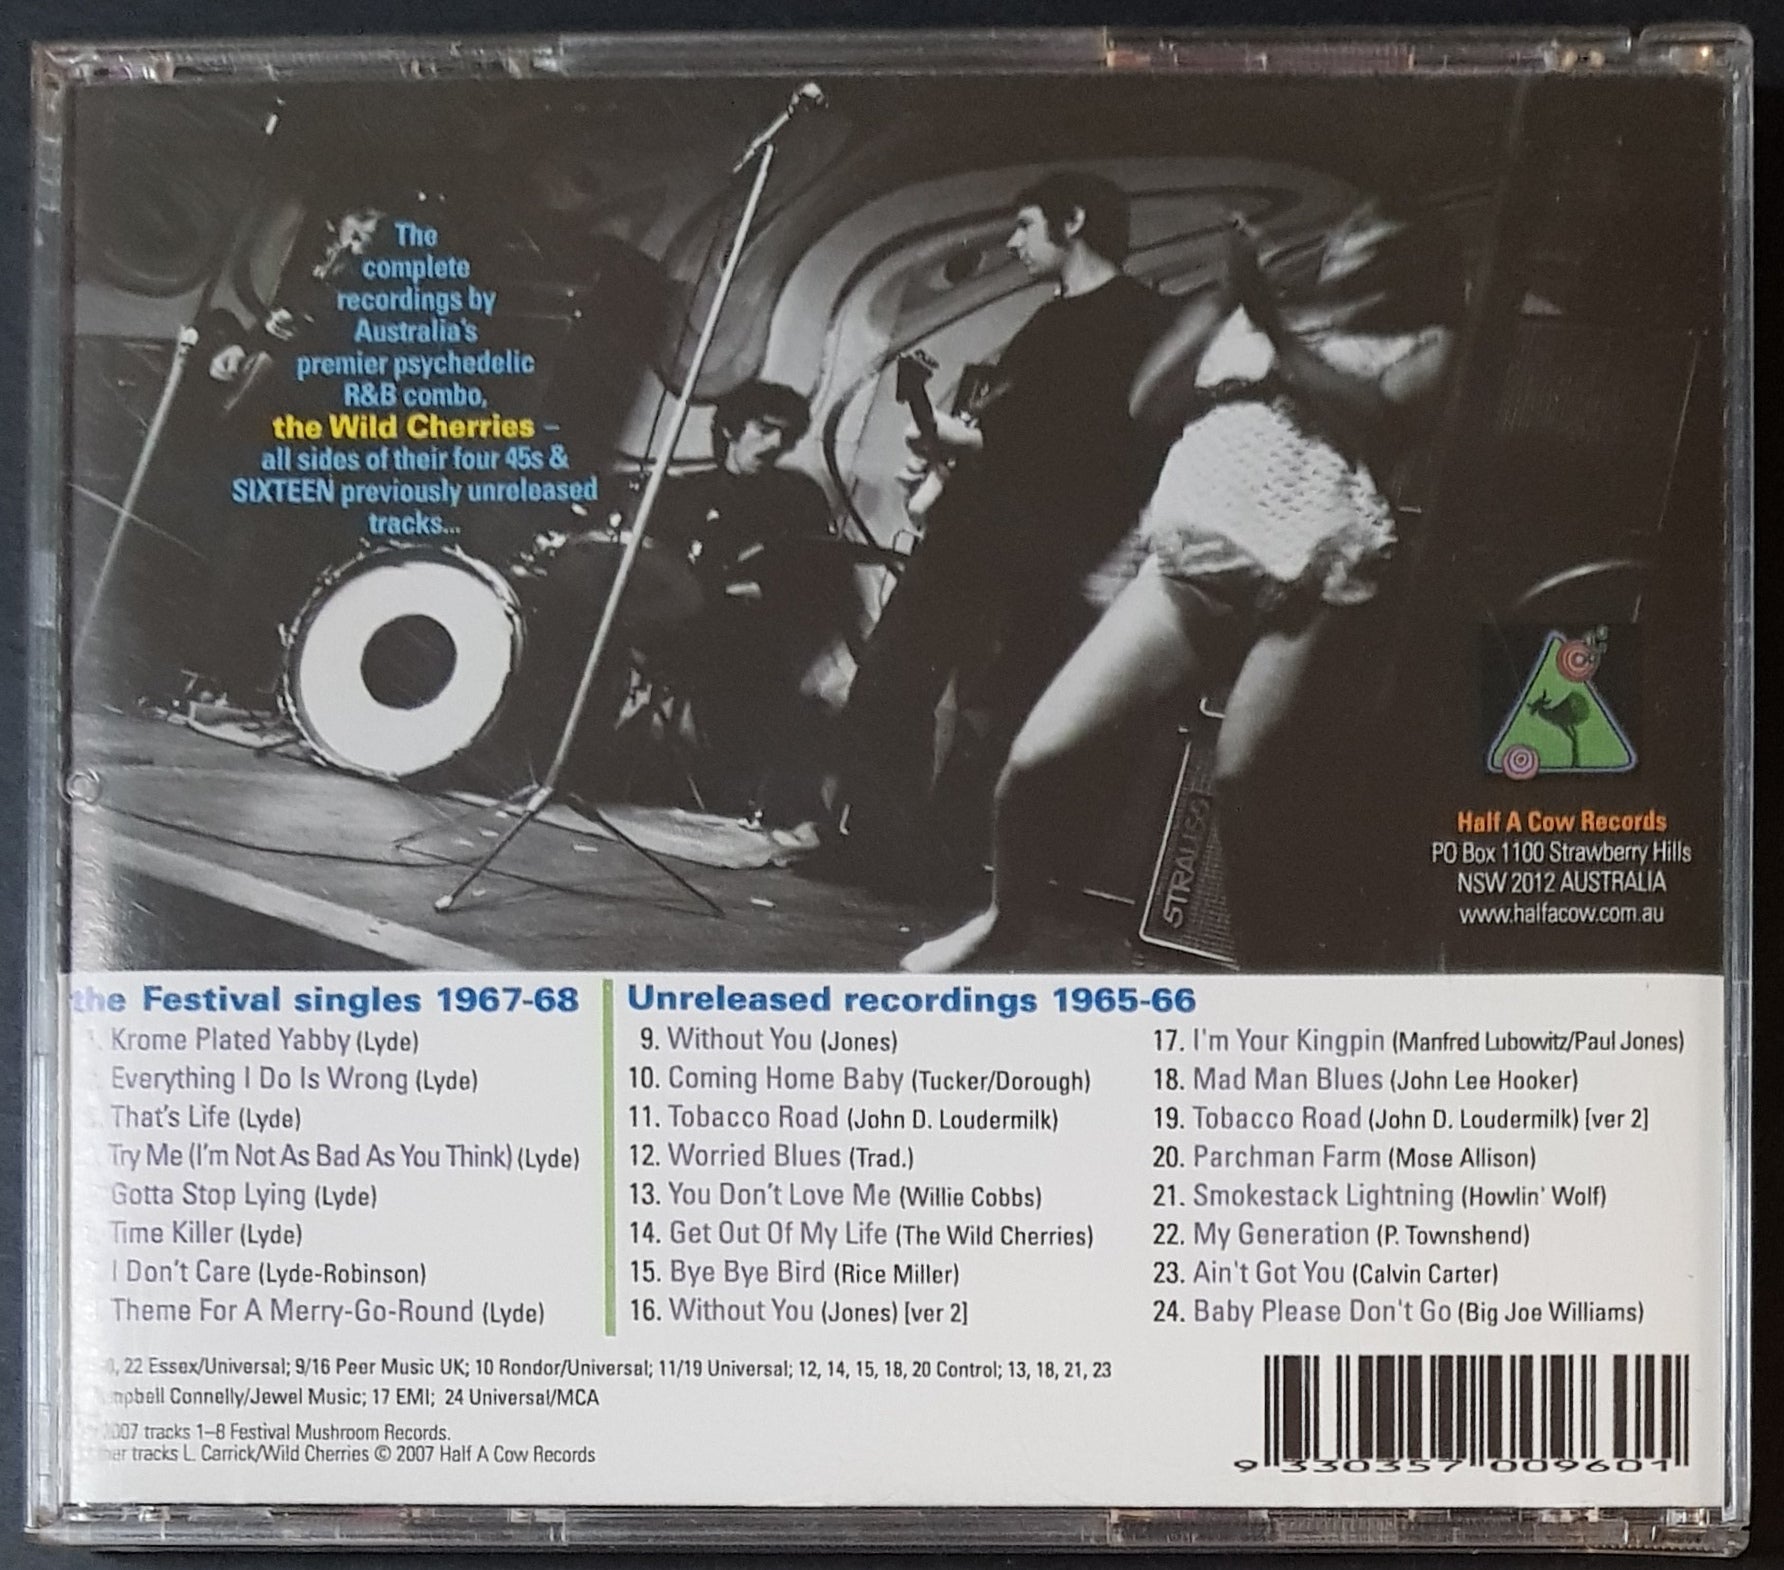 The
complete
recordings by
Australia's
premier psychedelic
R&B combo,
the Wild Cherries –
all sides of their four 45s &
SIXTEEN previously unreleased
tracks...
STRAUSS
Half A Cow Records
PO Box 1100 Strawberry Hills
NSW 2012 AUSTRALIA
www.halfacow.com.au
the Festival singles 1967-68
Krome Plated Yabby (Lyde)
Everything I Do Is Wrong (Lyde)
That's Life (Lyde)
Try Me (I'm Not As Bad As You Think) (Lyde)
Gotta Stop Lying (Lyde)
Time Killer (Lyde)
I Don't Care (Lyde-Robinson)
Theme For A Merry-Go-Round (Lyde)
Unreleased recordings 1965-66
9. Without You (Jones)
10. Coming Home Baby (Tucker/Dorough)
11. Tobacco Road (John D. Loudermilk)
12. Worried Blues (Trad.)
13. You Don't Love Me (Willie Cobbs)
14. Get Out Of My Life (The Wild Cherries)
15. Bye Bye Bird (Rice Miller)
16. Without You (Jones) [ver 2]
17. I'm Your Kingpin (Manfred Lubowitz/Paul Jones)
18. Mad Man Blues (John Lee Hooker)
19. Tobacco Road (John D. Loudermilk) [ver 2]
20. Parchman Farm (Mose Allison)
21. Smokestack Lightning (Howlin' Wolf)
22. My Generation (P. Townshend)
23. Ain't Got You (Calvin Carter)
24. Baby Please Don't Go (Big Joe Williams)
22 Essex/Universal; 9/16 Peer Music UK; 10 Rondor/Universal; 11/19 Universal; 12, 14, 15, 18, 20 Control; 13, 18, 21, 23
Connelly/Jewel Music; 17 EMI; 24 Universal/MCA
2007 tracks 1–8 Festival Mushroom Records.
tracks L. Carrick/Wild Cherries © 2007 Half A Cow Records
9 330357 009601